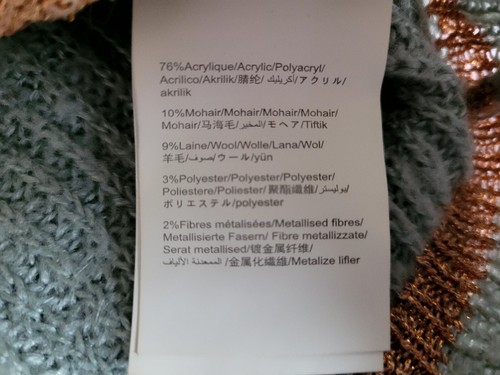 76%Acrylique/Acrylic/Polyacryl/
Acrilico/Akrilik/腈纶/أكريليك/アクリル/
akrilik
10%Mohair/Mohair/Mohair/Mohair/
Mohair/马海毛/المخير/モヘア/Tiftik
9%Laine/Wool/Wolle/Lana/Wol/
羊毛/صوف/ウール/yün
3%Polyester/Polyester/Polyester/
Poliestere/Poliester/聚酯纤维/بوليستر/
ポリエステル/polyester
2%Fibres métalisées/Metallised fibres/
Metallisierte Fasern/ Fibre metallizzate/
Serat metallised/镀金属纤维/
الممعدنة الألياف/金属化繊維/Metalize lifler